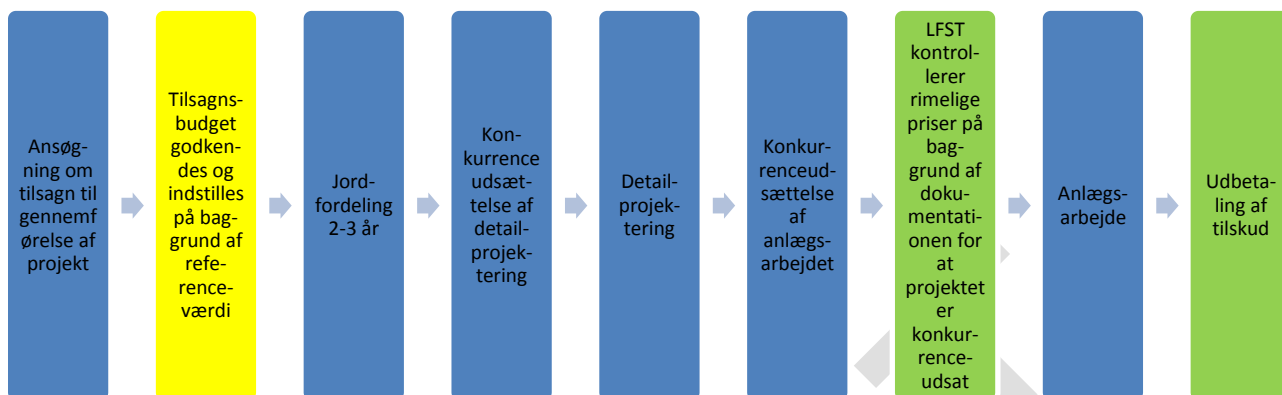 Ansøg-
ning om
tilsagn til
gennemf
ørelse af
projekt
Tilsagns-
budget
godken-
des og
indstilles
på bag-
grund af
refe-
rence-
værdi
Jord-
fordeling
2-3 år
Kon-
kurrence
udsæt-
telse af
detail-
projek-
tering
Detail-
projek-
tering
Konkur-
renceud-
sættelse
af
anlægs-
arbejdet
LFST
kontrol-
lerer
rimelige
priser på
bag-
grund af
doku-
mentati-
onen for
at
projektet
er
konkur-
rence-
udsat
Anlægs-
arbejde
Udbeta-
ling af
tilskud